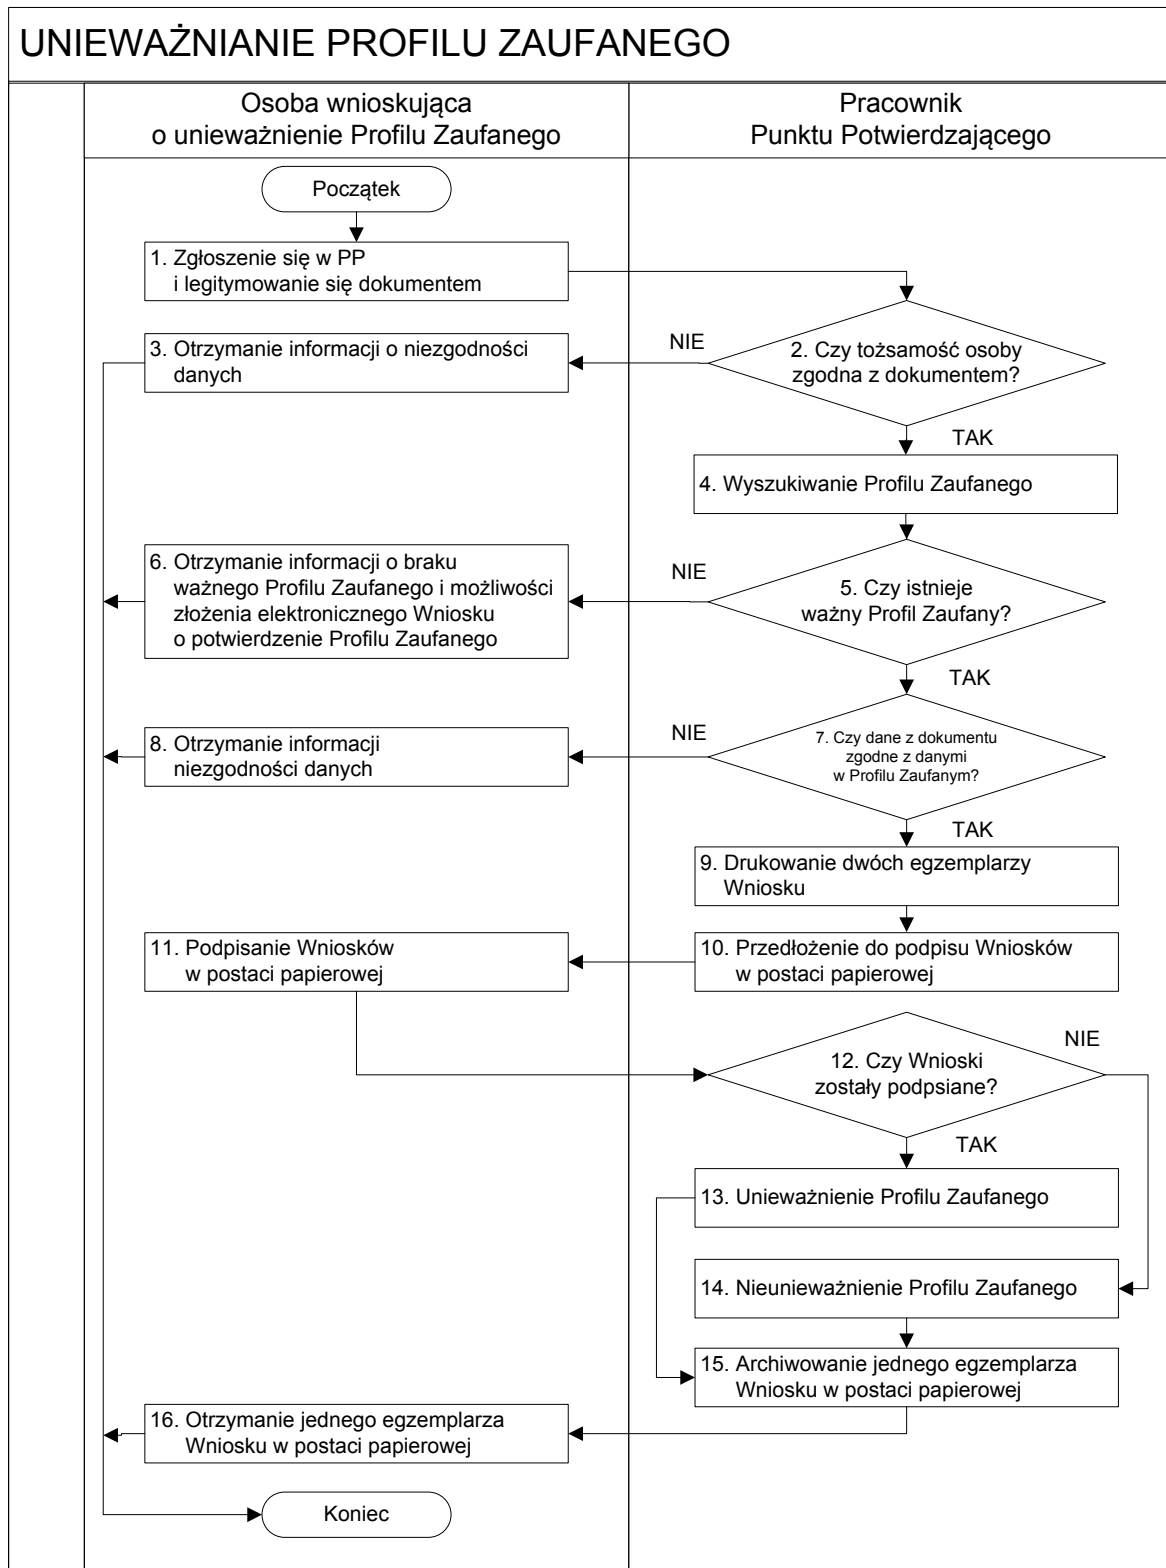 UNIEWAŻNIANIE PROFILU ZAUFANEGO
Osoba wnioskująca
o unieważnienie Profilu Zaufanego
Pracownik
Punktu Potwierdzającego
Początek
1. Zgłoszenie się w PP
i legitymowanie się dokumentem
2. Czy tożsamość osoby
zgodna z dokumentem?
NIE
3. Otrzymanie informacji o niezgodności
danych
TAK
4. Wyszukiwanie Profilu Zaufanego
5. Czy istnieje
ważny Profil Zaufany?
NIE
6. Otrzymanie informacji o braku
ważnego Profilu Zaufanego i możliwości
złożenia elektronicznego Wniosku
o potwierdzenie Profilu Zaufanego
TAK
7. Czy dane z dokumentu
zgodne z danymi
w Profilu Zaufanym?
NIE
8. Otrzymanie informacji
niezgodności danych
TAK
9. Drukowanie dwóch egzemplarzy
Wniosku
10. Przedłożenie do podpisu Wniosków
w postaci papierowej
11. Podpisanie Wniosków
w postaci papierowej
12. Czy Wnioski
zostały podpsiane?
NIE
TAK
13. Unieważnienie Profilu Zaufanego
14. Nieunieważnienie Profilu Zaufanego
15. Archiwowanie jednego egzemplarza
Wniosku w postaci papierowej
16. Otrzymanie jednego egzemplarza
Wniosku w postaci papierowej
Koniec